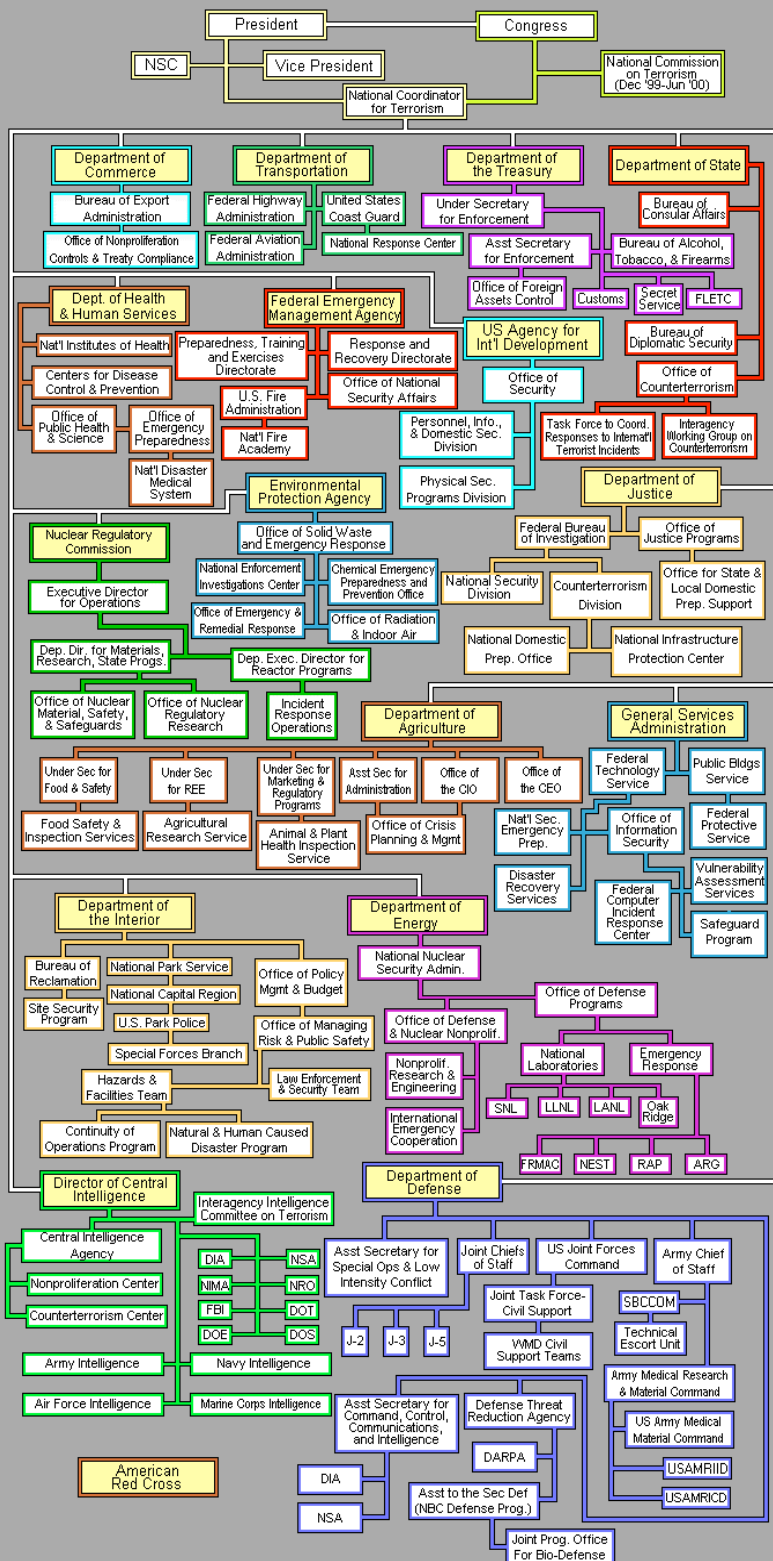 President
Congress
NSC
Vice President
National Commission
on Terrorism
(Dec '99-Jun '00)
National Coordinator
for Terrorism
Department of
Commerce
Department of
Transportation
Department of
the Treasury
Department of State
Bureau of Export
Administration
Office of Nonproliferation
Controls & Treaty Compliance
Federal Highway
Administration
United States
Coast Guard
Federal Aviation
Administration
National Response Center
Under Secretary
for Enforcement
Asst Secretary
for Enforcement
Bureau of Alcohol,
Tobacco, & Firearms
Office of Foreign
Assets Control
Customs
Secret
Service
FLETC
Bureau of
Consular Affairs
Bureau of
Diplomatic Security
Office of
Counterterrorism
Task Force to Coord.
Responses to Internat'l
Terrorist Incidents
Interagency
Working Group on
Counterterrorism
Dept. of Health
& Human Services
Nat'l Institutes of Health
Centers for Disease
Control & Prevention
Office of
Public Health
& Science
Office of
Emergency
Preparedness
Nat'l Disaster
Medical
System
Federal Emergency
Management Agency
Preparedness, Training
and Exercises
Directorate
Response and
Recovery Directorate
U.S. Fire
Administration
Office of National
Security Affairs
Nat'l Fire
Academy
US Agency for
Int'l Development
Office of
Security
Personnel, Info.,
& Domestic Sec.
Division
Physical Sec.
Programs Division
Environmental
Protection Agency
Office of Solid Waste
and Emergency Response
National Enforcement
Investigations Center
Chemical Emergency
Preparedness and
Prevention Office
Office of Emergency &
Remedial Response
Office of Radiation
& Indoor Air
Department of
Justice
Federal Bureau
of Investigation
Office of
Justice Programs
National Security
Division
Counterterrorism
Division
Office for State &
Local Domestic
Prep. Support
National Domestic
Prep. Office
National Infrastructure
Protection Center
Nuclear Regulatory
Commission
Executive Director
for Operations
Dep. Dir. for Materials,
Research, State Progs.
Dep. Exec. Director for
Reactor Programs
Office of Nuclear
Material, Safety,
& Safeguards
Office of Nuclear
Regulatory
Research
Incident
Response
Operations
Department of
Agriculture
Under Sec for
Food & Safety
Under Sec
for REE
Under Sec for
Marketing &
Regulatory
Programs
Asst Sec for
Administration
Office of
the CIO
Office of
the CEO
Food Safety &
Inspection Services
Agricultural
Research Service
Animal & Plant
Health Inspection
Service
Office of Crisis
Planning & Mgmt
General Services
Administration
Federal
Technology
Service
Public Bldgs
Service
Nat'l Sec.
Emergency
Prep.
Office of
Information
Security
Federal
Protective
Service
Disaster
Recovery
Services
Federal
Computer
Incident
Response
Center
Vulnerability
Assessment
Services
Safeguard
Program
Department of
the Interior
Bureau of
Reclamation
Site Security
Program
National Park Service
National Capital Region
U.S. Park Police
Special Forces Branch
Office of Policy
Mgmt & Budget
Office of Managing
Risk & Public Safety
Hazards &
Facilities Team
Law Enforcement
& Security Team
Continuity of
Operations Program
Natural & Human Caused
Disaster Program
Department of
Energy
National Nuclear
Security Admin.
Office of Defense
& Nuclear Nonprolif.
Office of Defense
Programs
Nonprolif.
Research &
Engineering
International
Emergency
Cooperation
National
Laboratories
Emergency
Response
SNL
LLNL
LANL
Oak
Ridge
FRMAC
NEST
RAP
ARG
Director of Central
Intelligence
Interagency Intelligence
Committee on Terrorism
Central Intelligence
Agency
Nonproliferation Center
Counterterrorism Center
DIA
NSA
NIMA
NRO
FBI
DOT
DOE
DOS
Army Intelligence
Navy Intelligence
Air Force Intelligence
Marine Corps Intelligence
Department of
Defense
Asst Secretary for
Special Ops & Low
Intensity Conflict
Joint Chiefs
of Staff
US Joint Forces
Command
Army Chief
of Staff
J-2
J-3
J-5
Joint Task Force-
Civil Support
WMD Civil
Support Teams
SBCCOM
Technical
Escort Unit
Army Medical Research
& Material Command
US Army Medical
Material Command
USAMRIID
USAMRICD
Asst Secretary for
Command, Control,
Communications,
and Intelligence
DIA
NSA
Defense Threat
Reduction Agency
DARPA
Asst to the Sec Def
(NBC Defense Prog.)
Joint Prog. Office
For Bio-Defense
American
Red Cross